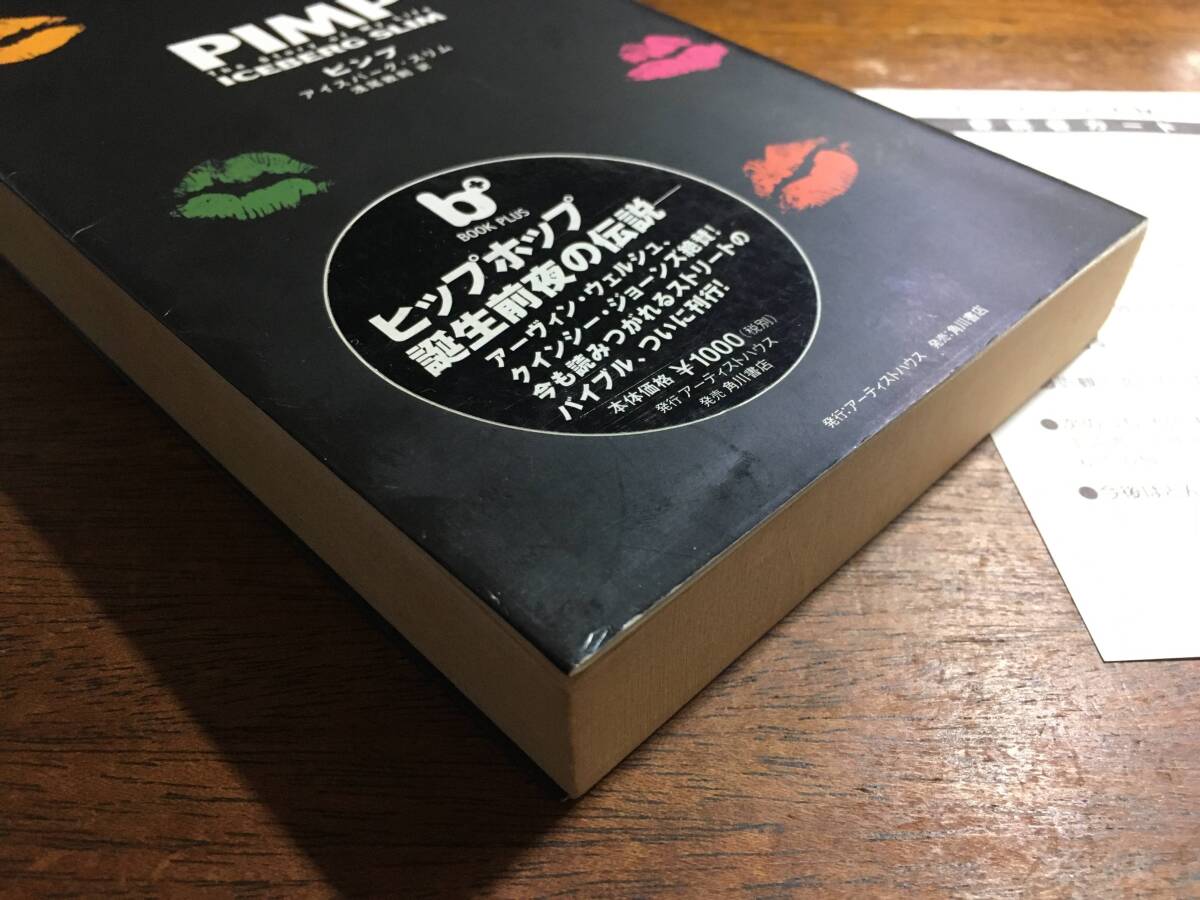 PIMP
ICEBERG SLIM
ピンプ
アイスバーグ・スリム
b+
BOOK PLUS
ヒップホップ
誕生前夜の伝説
アーヴィン・ウェルシュ、
クインシー・ジョーンズ絶賛!
今も読みつがれるストリートの
バイブル、ついに刊行!
本体価格 ¥1000(税別)
発行 アーティストハウス
発売 角川書店
発行:アーティストハウス 発売:角川書店